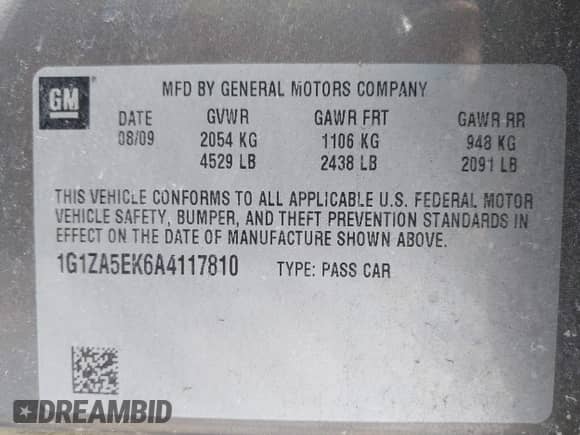 GM
MFD BY GENERAL MOTORS COMPANY
DATE GVWR GAWR FRT GAWR RR
08/09 2054 KG 1106 KG 948 KG
4529 LB 2438 LB 2091 LB
THIS VEHICLE CONFORMS TO ALL APPLICABLE U.S. FEDERAL MOTOR
VEHICLE SAFETY, BUMPER, AND THEFT PREVENTION STANDARDS IN
EFFECT ON THE DATE OF MANUFACTURE SHOWN ABOVE.
1G1ZA5EK6A4117810 TYPE: PASS CAR
DREAMBID